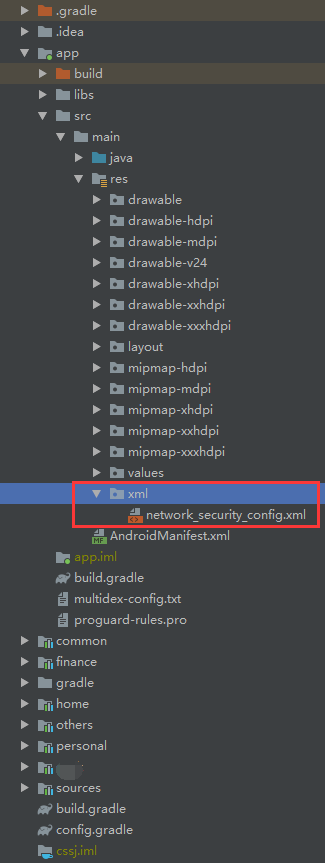 .gradle
.idea
app
build
libs
src
main
java
res
drawable
drawable-hdpi
drawable-mdpi
drawable-v24
drawable-xhdpi
drawable-xxhdpi
drawable-xxxhdpi
layout
mipmap-hdpi
mipmap-mdpi
mipmap-xhdpi
mipmap-xxhdpi
mipmap-xxxhdpi
values
xml
network_security_config.xml
AndroidManifest.xml
app.iml
build.gradle
multidex-config.txt
proguard-rules.pro
common
finance
gradle
home
others
personal
sources
build.gradle
config.gradle
cssj.iml